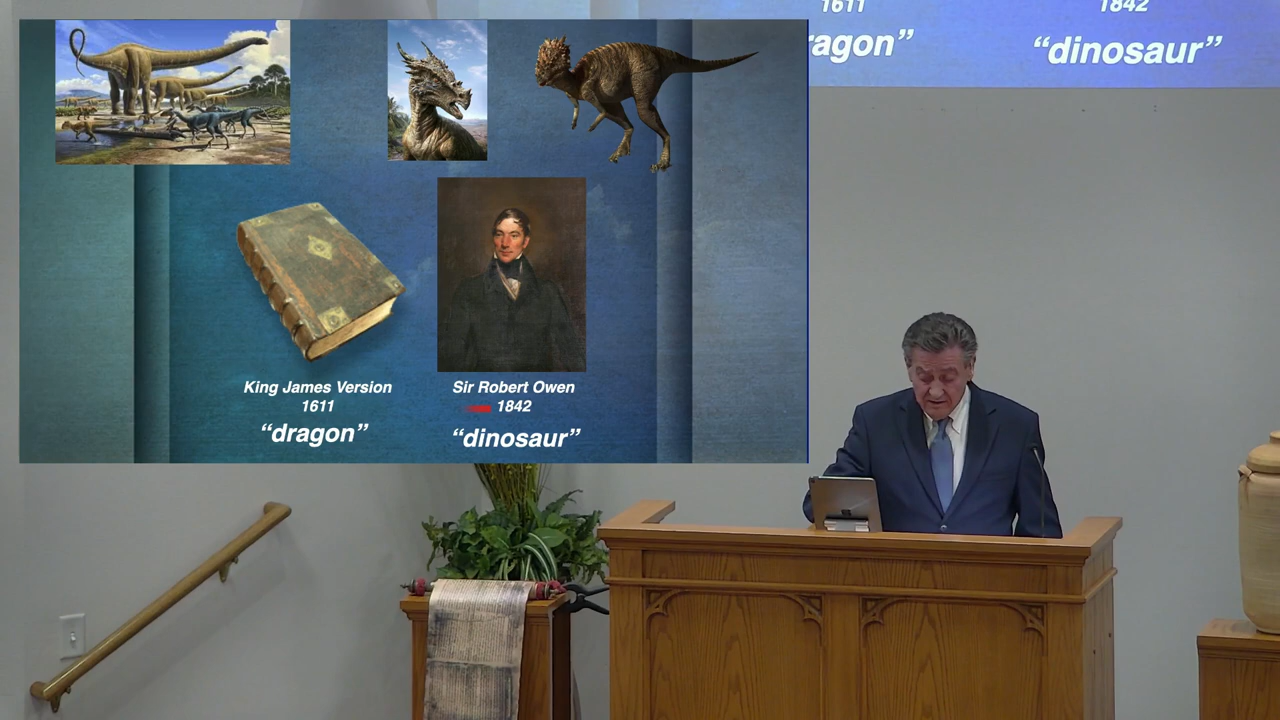 1611
1842
ragon”
“dinosaur”
King James Version
1611
“dragon”
Sir Robert Owen
1842
“dinosaur”